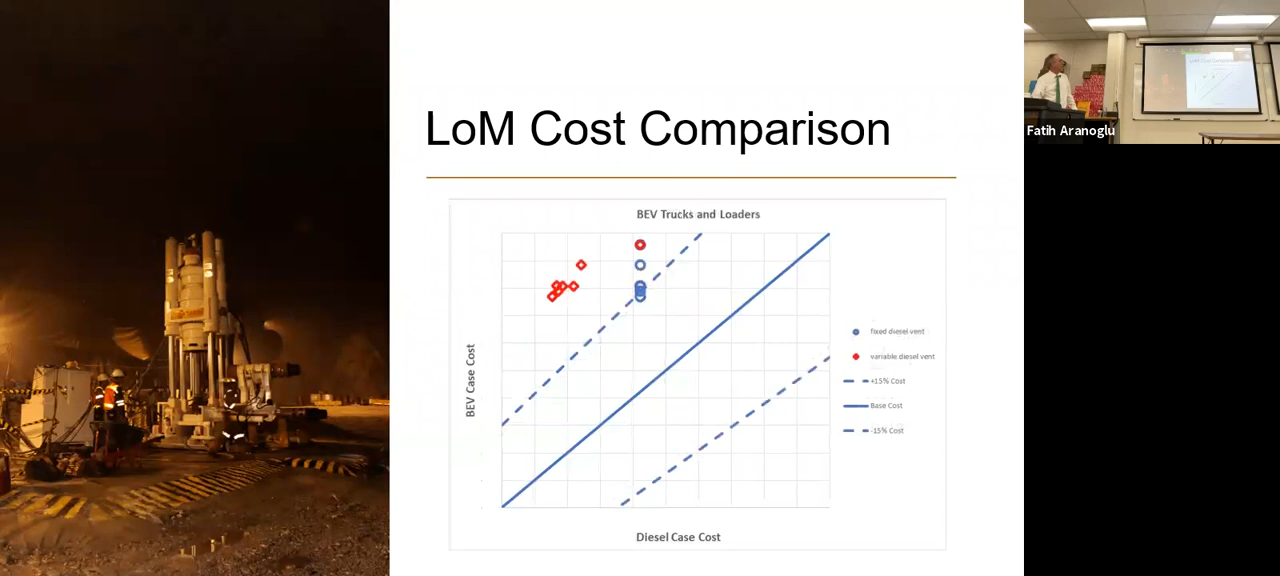 LoM Cost Comparison
BEV Trucks and Loaders
BEV Case Cost
fixed diesel vent
variable diesel vent
+15% Cost
Base Cost
-15% Cost
Diesel Case Cost
Fatih Aranoglu